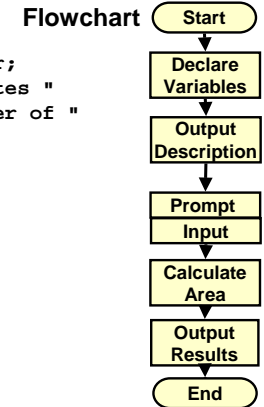 Flowchart
Start
r;
tes "
er of "
Declare
Variables
Output
Description
Prompt
Input
Calculate
Area
Output
Results
End